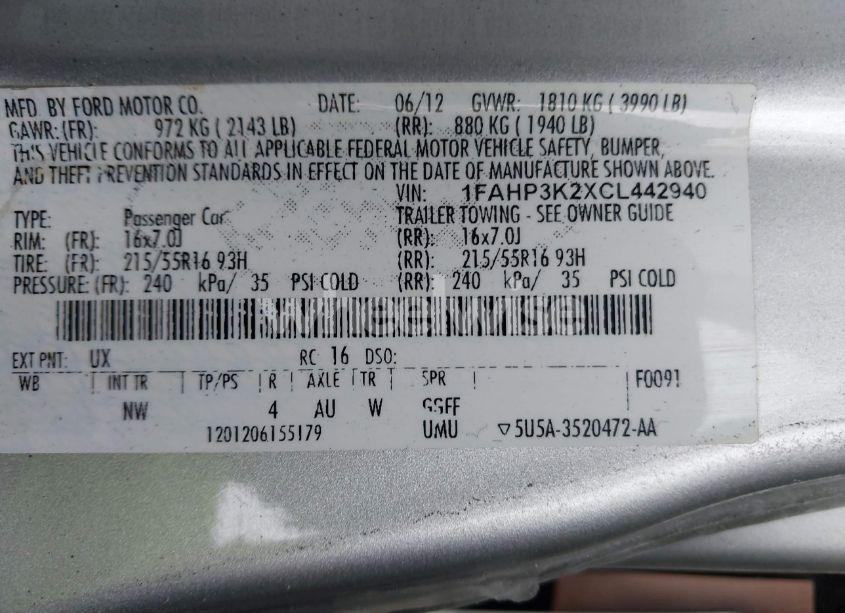 MFD. BY FORD MOTOR CO. DATE: 06/12 GVWR: 1810 KG ( 3990 LB)
GAWR: (FR): 972 KG ( 2143 LB) (RR): 880 KG ( 1940 LB)
THIS VEHICLE CONFORMS TO ALL APPLICABLE FEDERAL MOTOR VEHICLE SAFETY, BUMPER,
AND THEFT PREVENTION STANDARDS IN EFFECT ON THE DATE OF MANUFACTURE SHOWN ABOVE.
VIN: 1FAHP3K2XCL442940
TYPE: Passenger Car TRAILER TOWING - SEE OWNER GUIDE
RIM: (FR): 16x7.0J (RR): 16x7.0J
TIRE: (FR): 215/55R16 93H (RR): 215/55R16 93H
PRESSURE: (FR): 240 kPa/ 35 PSI COLD (RR): 240 kPa/ 35 PSI COLD
EXT PNT: UX RC: 16 DSO:
WB INT TR TP/PS R AXLE TR SPR F0091
NW 4 AU W GGFF
1201206155179 UMU ▽5U5A-3520472-AA